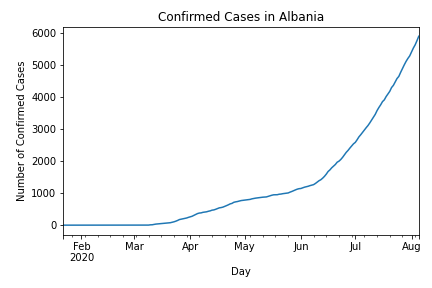 Confirmed Cases in Albania
Number of Confirmed Cases
6000
5000
4000
3000
2000
1000
0
Feb
2020
Mar
Apr
May
Jun
Jul
Aug
Day